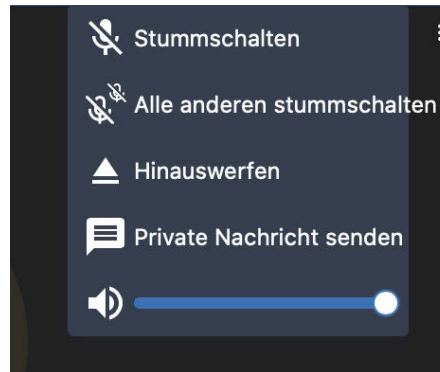 Stummschalten
Alle anderen stummschalten
Hinauswerfen
Private Nachricht senden